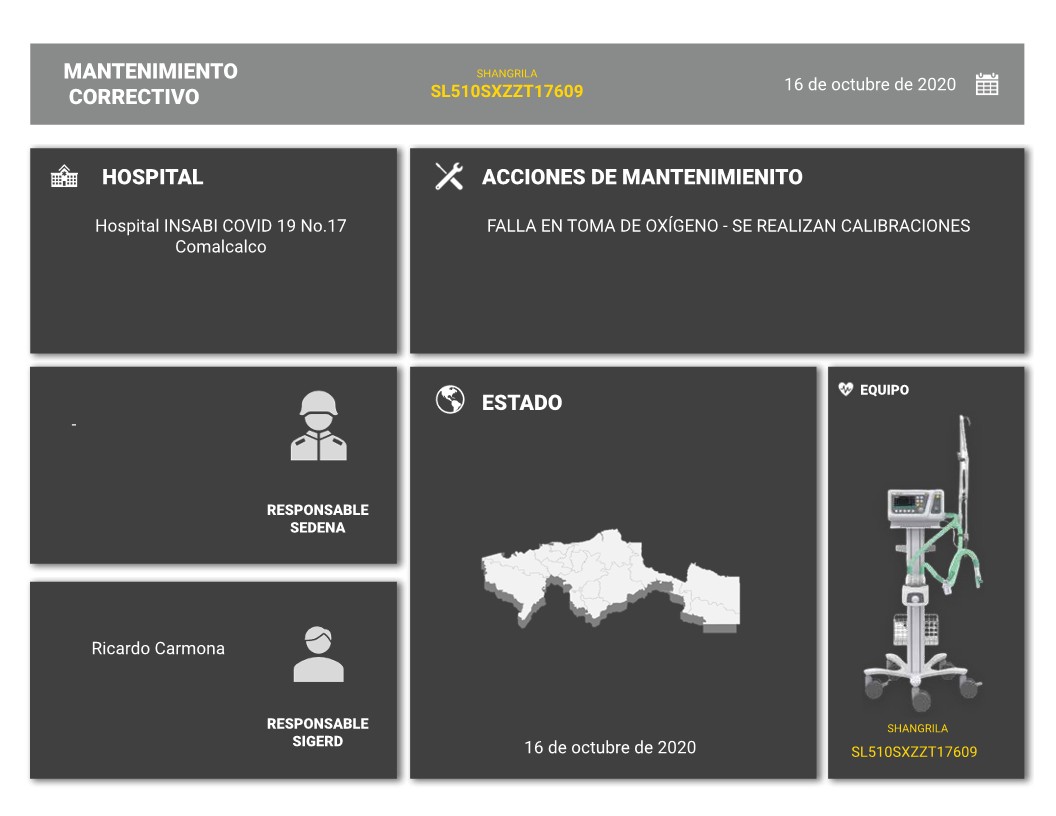 MANTENIMIENTO
CORRECTIVO
SHANGRILA
SL510SXZZT17609
16 de octubre de 2020
HOSPITAL
Hospital INSABI COVID 19 No.17
Comalcalco
ACCIONES DE MANTENIMIENITO
FALLA EN TOMA DE OXÍGENO - SE REALIZAN CALIBRACIONES
-
RESPONSABLE
SEDENA
Ricardo Carmona
RESPONSABLE
SIGERD
ESTADO
16 de octubre de 2020
EQUIPO
SHANGRILA
SL510SXZZT17609